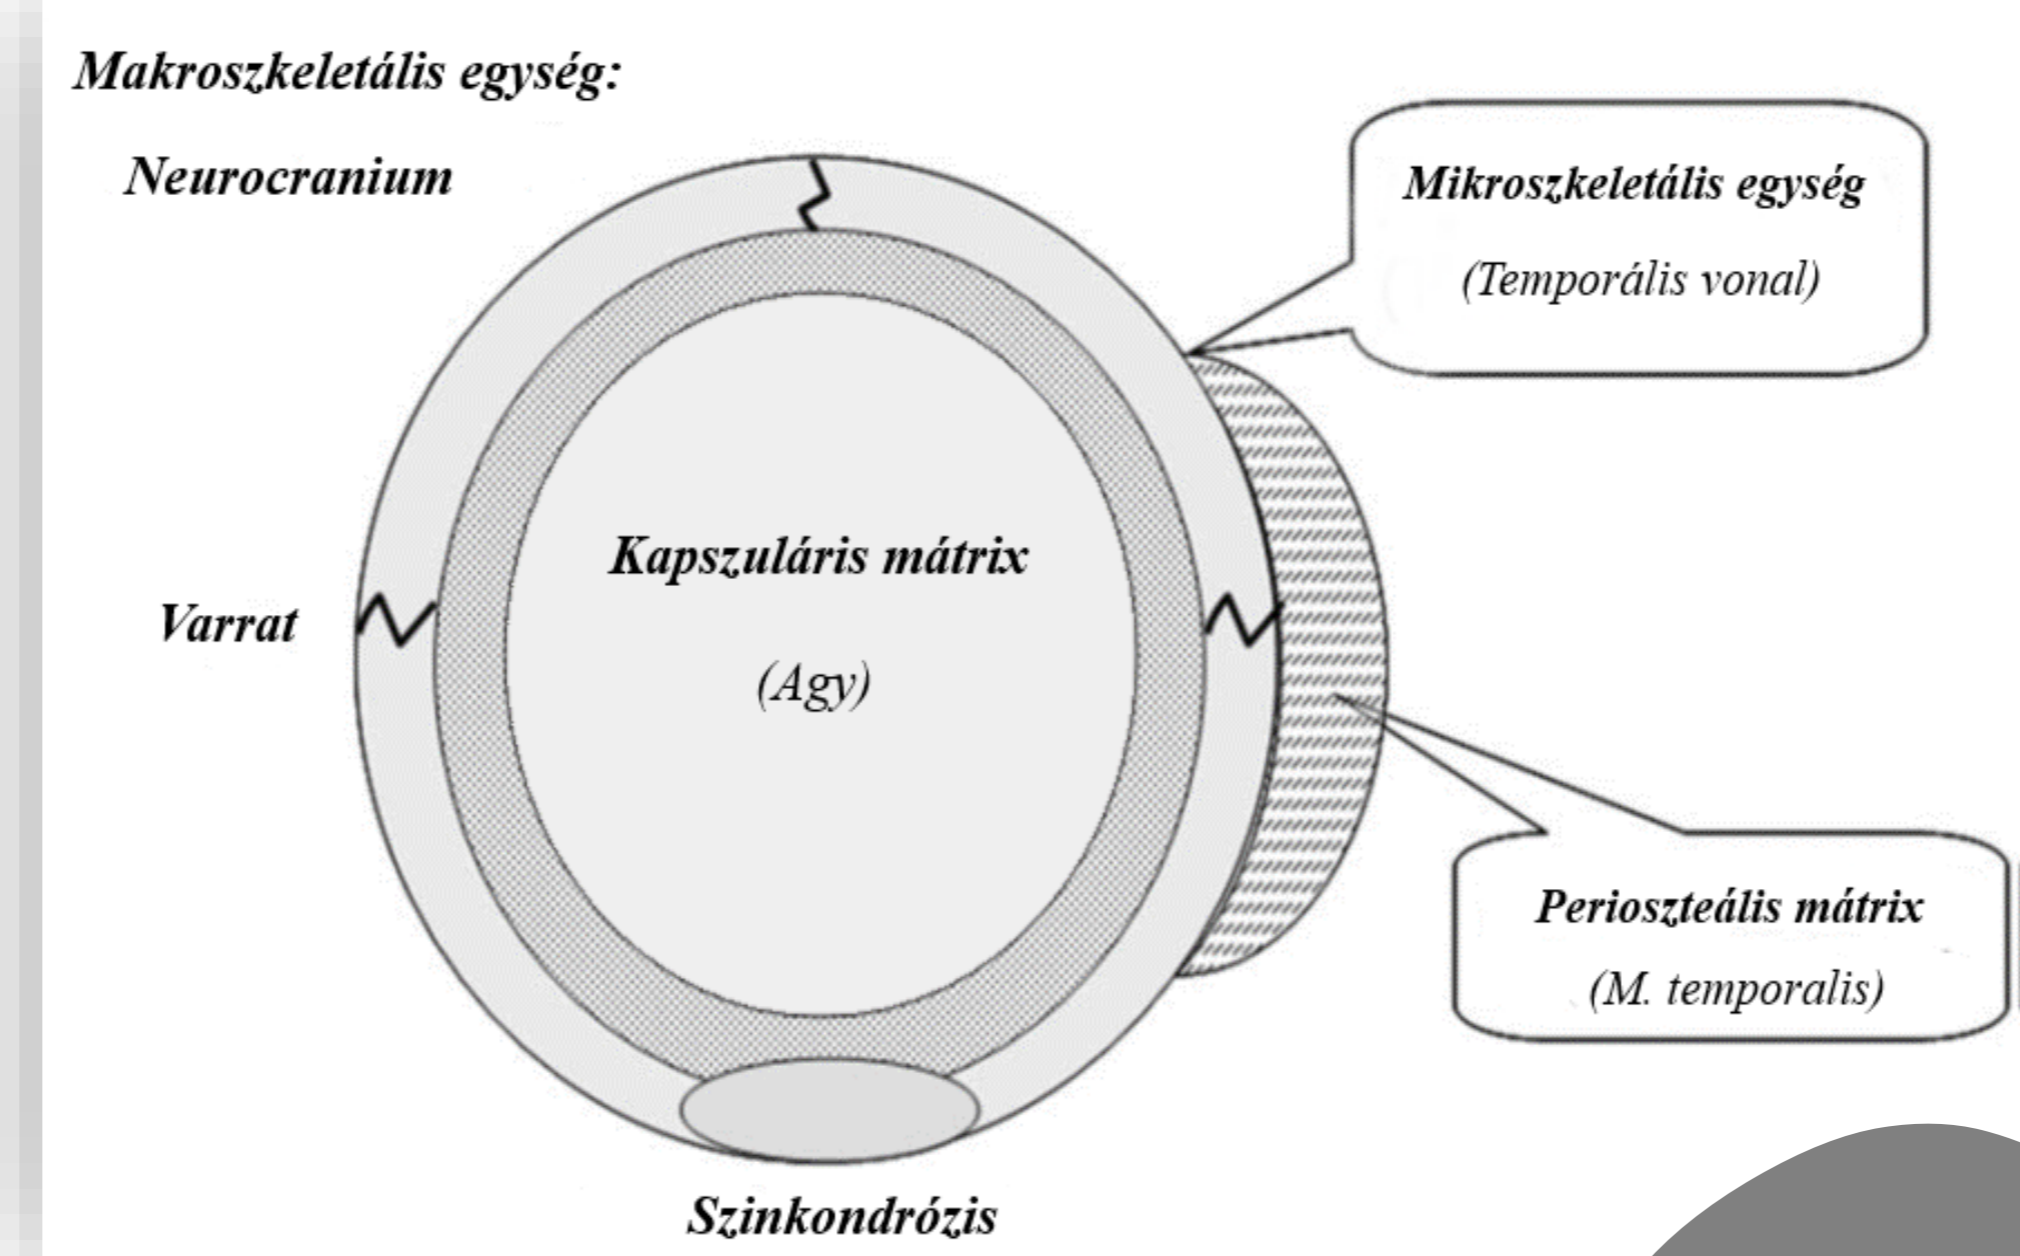 Makroszkeletális egység:
Neurocranium
Mikroszkeletális egység
(Temporális vonal)
Kapszuláris mátrix
(Agy)
Varrat
Perioszteális mátrix
(M. temporalis)
Szinkondrózis